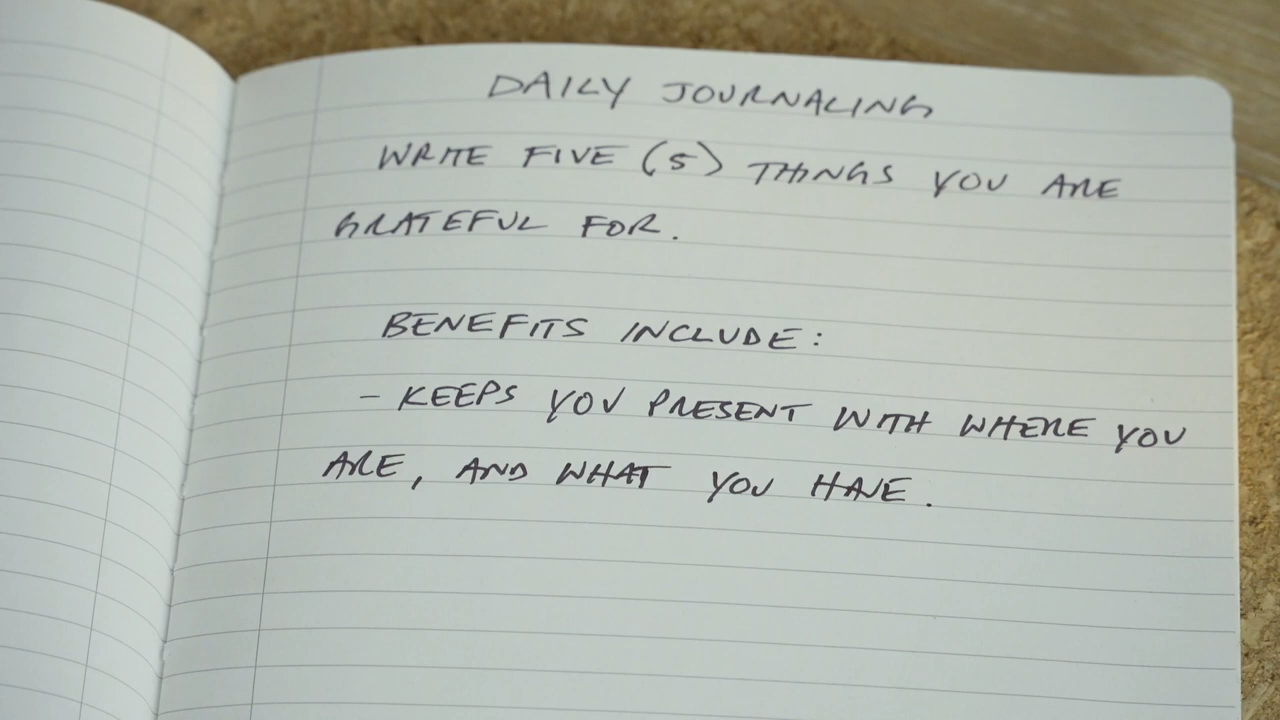 DAILY JOURNALING
WRITE FIVE (5) THINGS YOU ARE
GRATEFUL FOR.
BENEFITS INCLUDE:
- KEEPS YOU PRESENT WITH WHERE YOU
ARE, AND WHAT YOU HAVE.